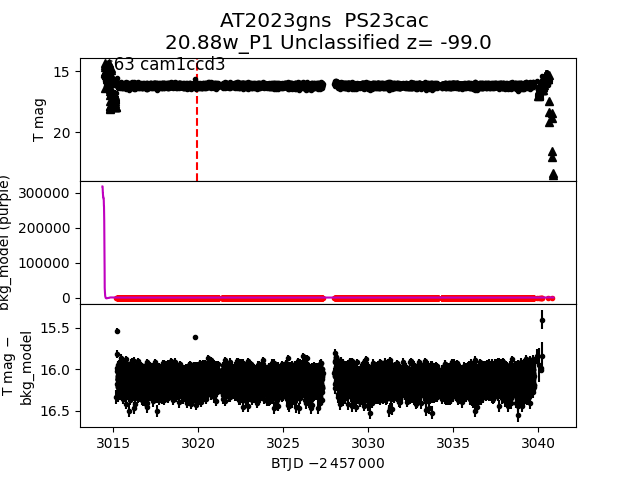 AT2023gns  PS23cac
20.88w_P1 Unclassified z= -99.0
63 cam1ccd3
15
20
T mag
300000
200000
100000
0
bkg_model (purple)
15.5
16.0
16.5
T mag −
bkg_model
3015
3020
3025
3030
3035
3040
BTJD −2 457 000